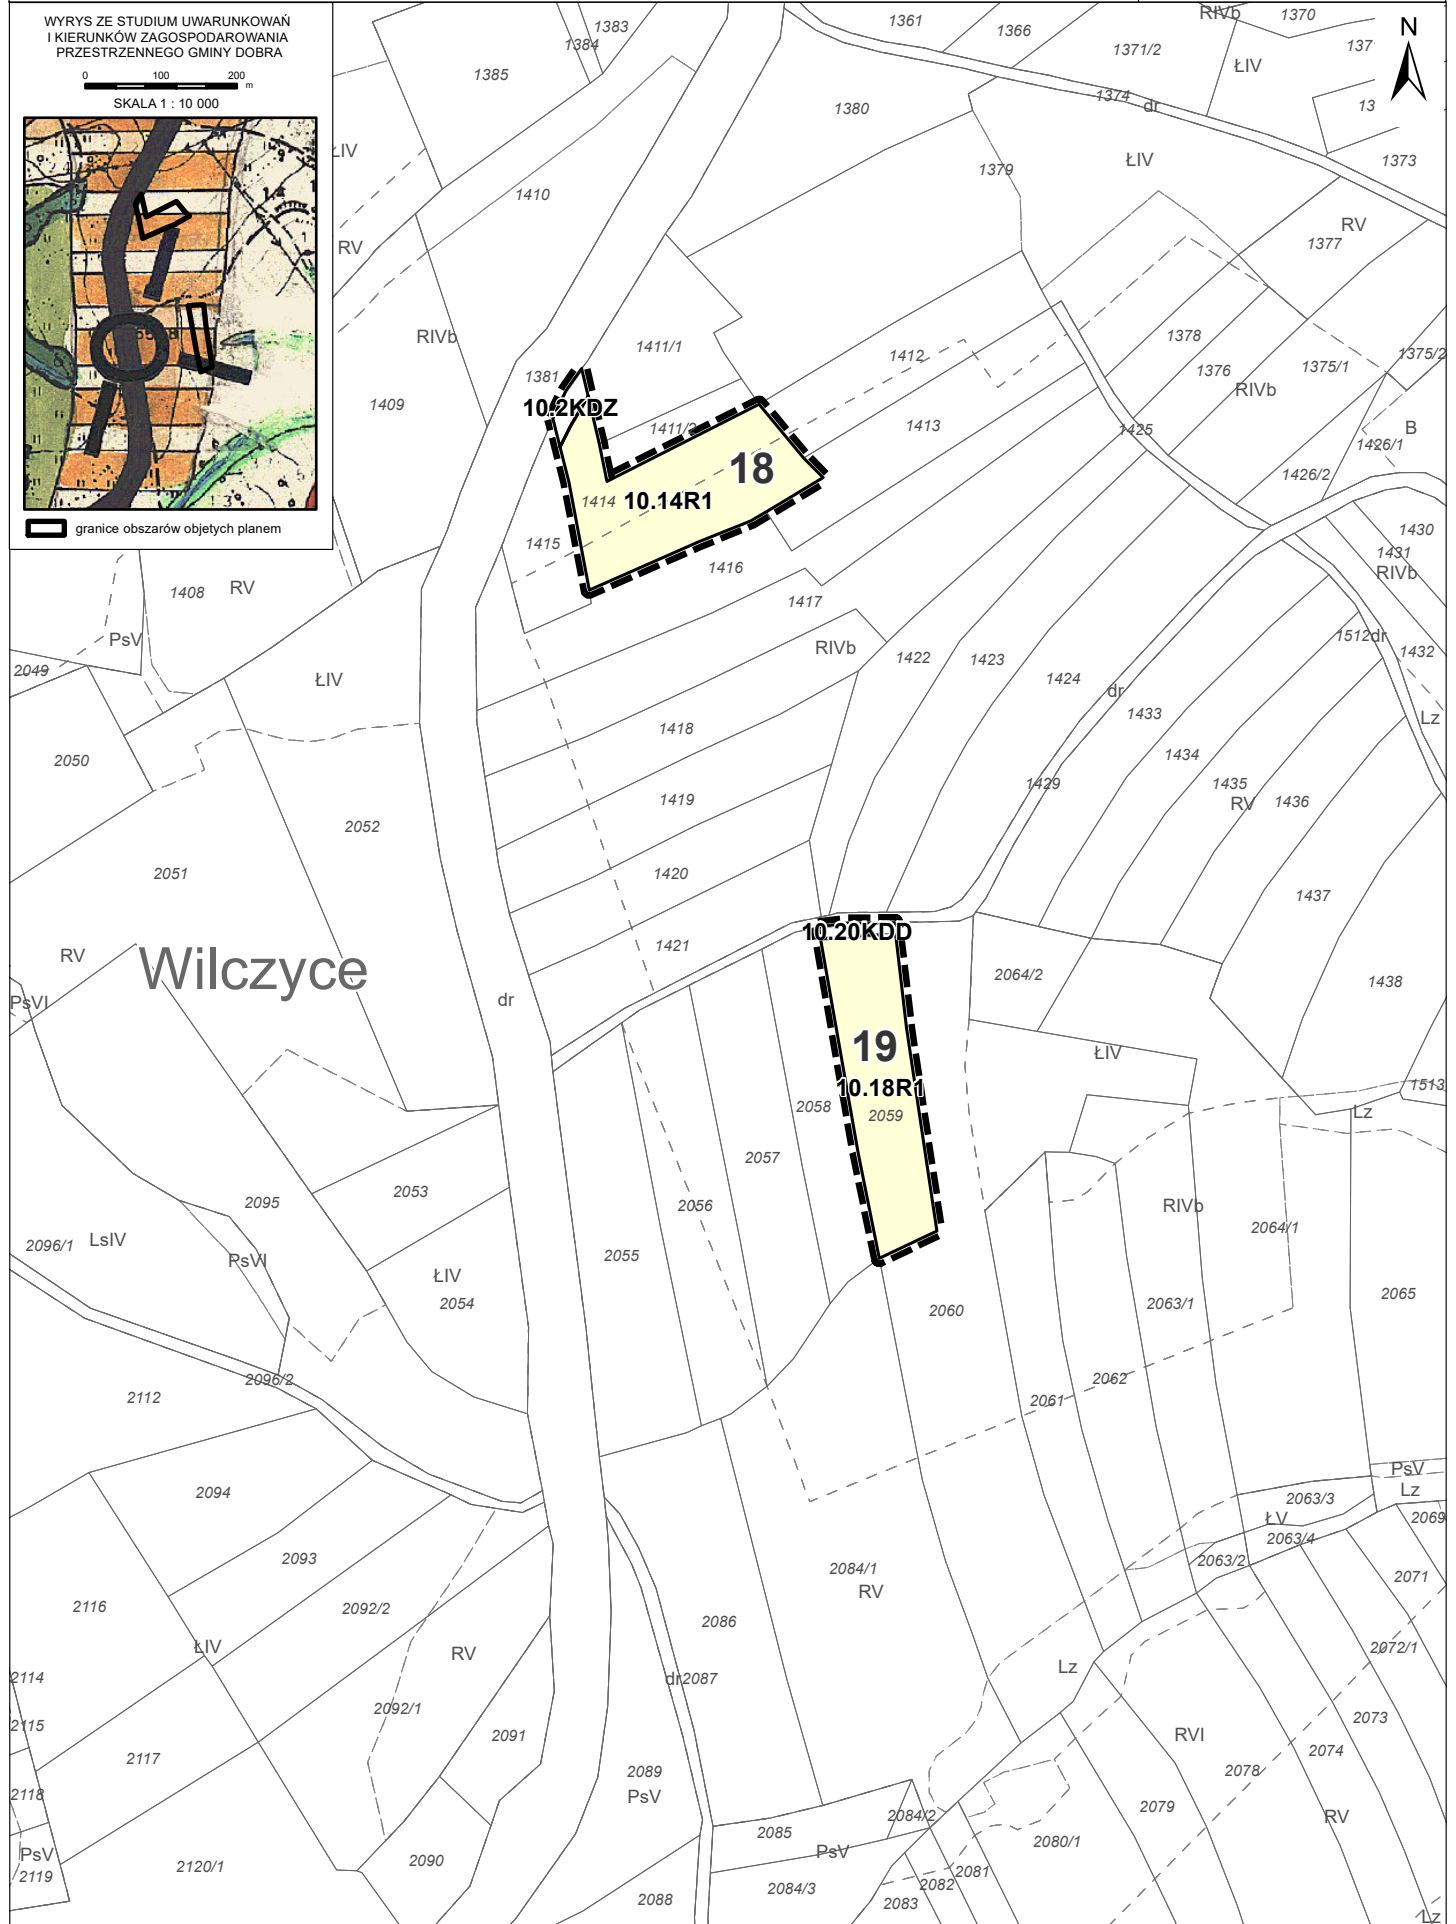 WYRYS ZE STUDIUM UWARUNKOWAŃ
I KIERUNKÓW ZAGOSPODAROWANIA
PRZESTRZENNEGO GMINY DOBRA
0 100 200 m
SKALA 1 : 10 000
granice obszarów objetych planem
N
1383
1384
1385
1361
1366
RIVb
1370
1371/2
137
ŁIV
1380
1374
dr
13
1373
ŁIV
ŁIV
1379
1410
RV
1377
RV
RIVb
1411/1
1412
1378
1376
1375/1
1375/2
RIVb
1381
10.2KDZ
1409
1411/2
1413
1425
B
1426/1
1426/2
18
1414
10.14R1
1415
1416
1430
1431
RIVb
1408
RV
1417
PsV
RIVb
1422
1423
1512
dr
1432
2049
ŁIV
1424
dr
1433
Lz
1418
2050
1434
1429
1435
RV
1436
1419
2052
2051
1420
1437
1421
10.20KDD
RV
Wilczyce
2064/2
1438
PsVI
dr
19
ŁIV
10.18R1
2058
2059
1513
Lz
2057
2053
2095
2056
RIVb
2064/1
2096/1
LsIV
PsVI
2055
ŁIV
2054
2060
2063/1
2065
2096/2
2062
2061
2112
PsV
Lz
2094
2063/3
ŁV
2069
2063/4
2093
2063/2
2084/1
RV
2071
2116
2092/2
2086
ŁIV
RV
2072/1
Lz
2114
dr
2087
2092/1
2115
2073
2091
RVI
2117
2074
2089
2078
PsV
2118
2079
2084/2
RV
2085
2080/1
PsV
PsV
2119
2120/1
2090
2081
2082
2084/3
2083
2088
Lz